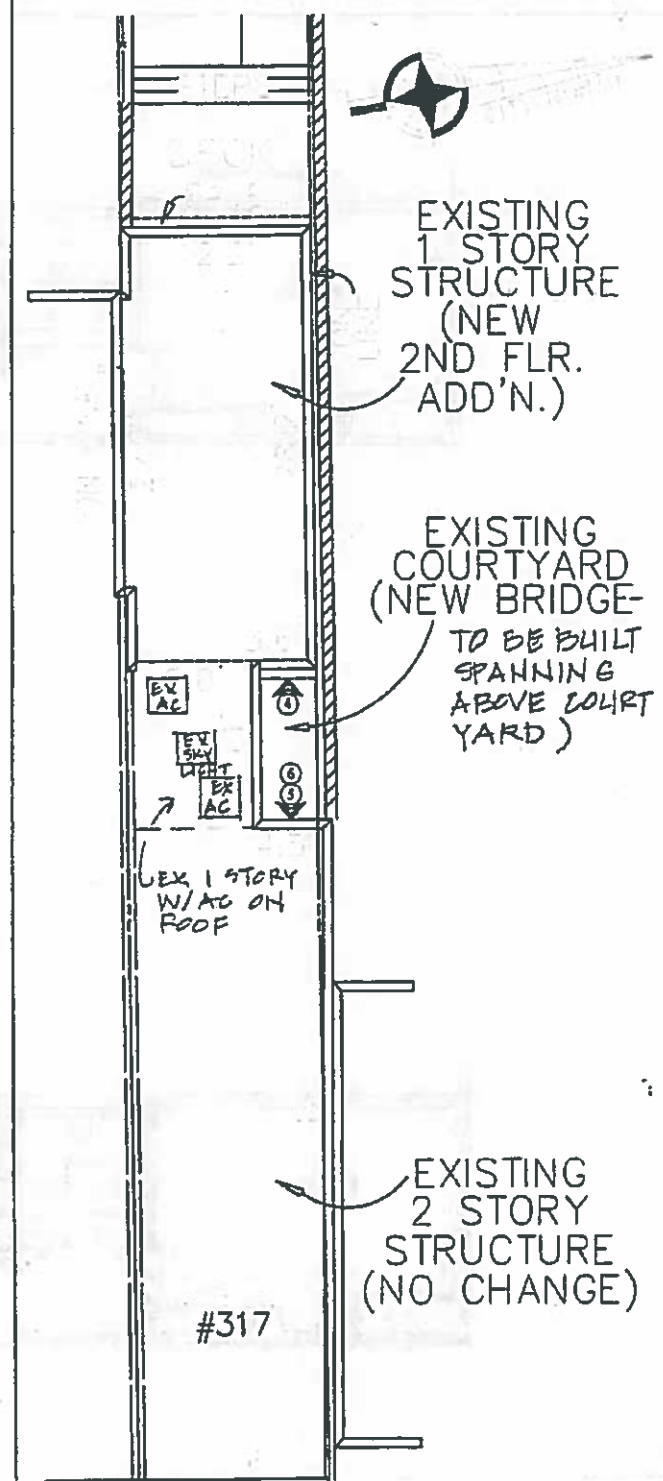 EXISTING
1 STORY
STRUCTURE
(NEW
2ND FLR.
ADD'N.)
EXISTING
COURTYARD
(NEW BRIDGE-
TO BE BUILT
SPANNING
ABOVE COURT
YARD)
EX
AC
EX
SKY
LIGHT
EX
AC
4
6
5
EX 1 STORY
W/AC ON
ROOF
EXISTING
2 STORY
STRUCTURE
(NO CHANGE)
#317